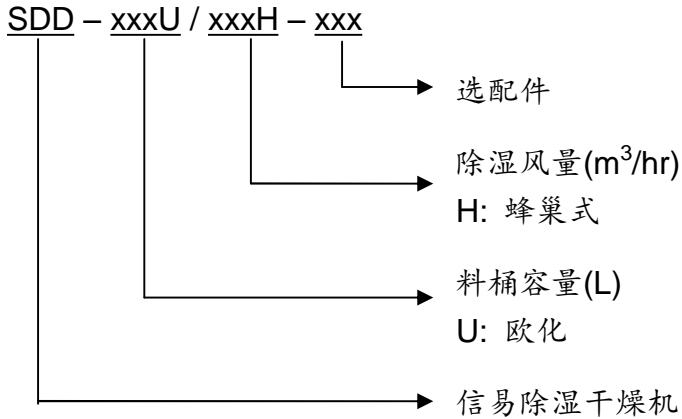 SDD – xxxU / xxxH – xxx
选配件
除湿风量(m³/hr)
H: 蜂巢式
料桶容量(L)
U: 欧化
信易除湿干燥机